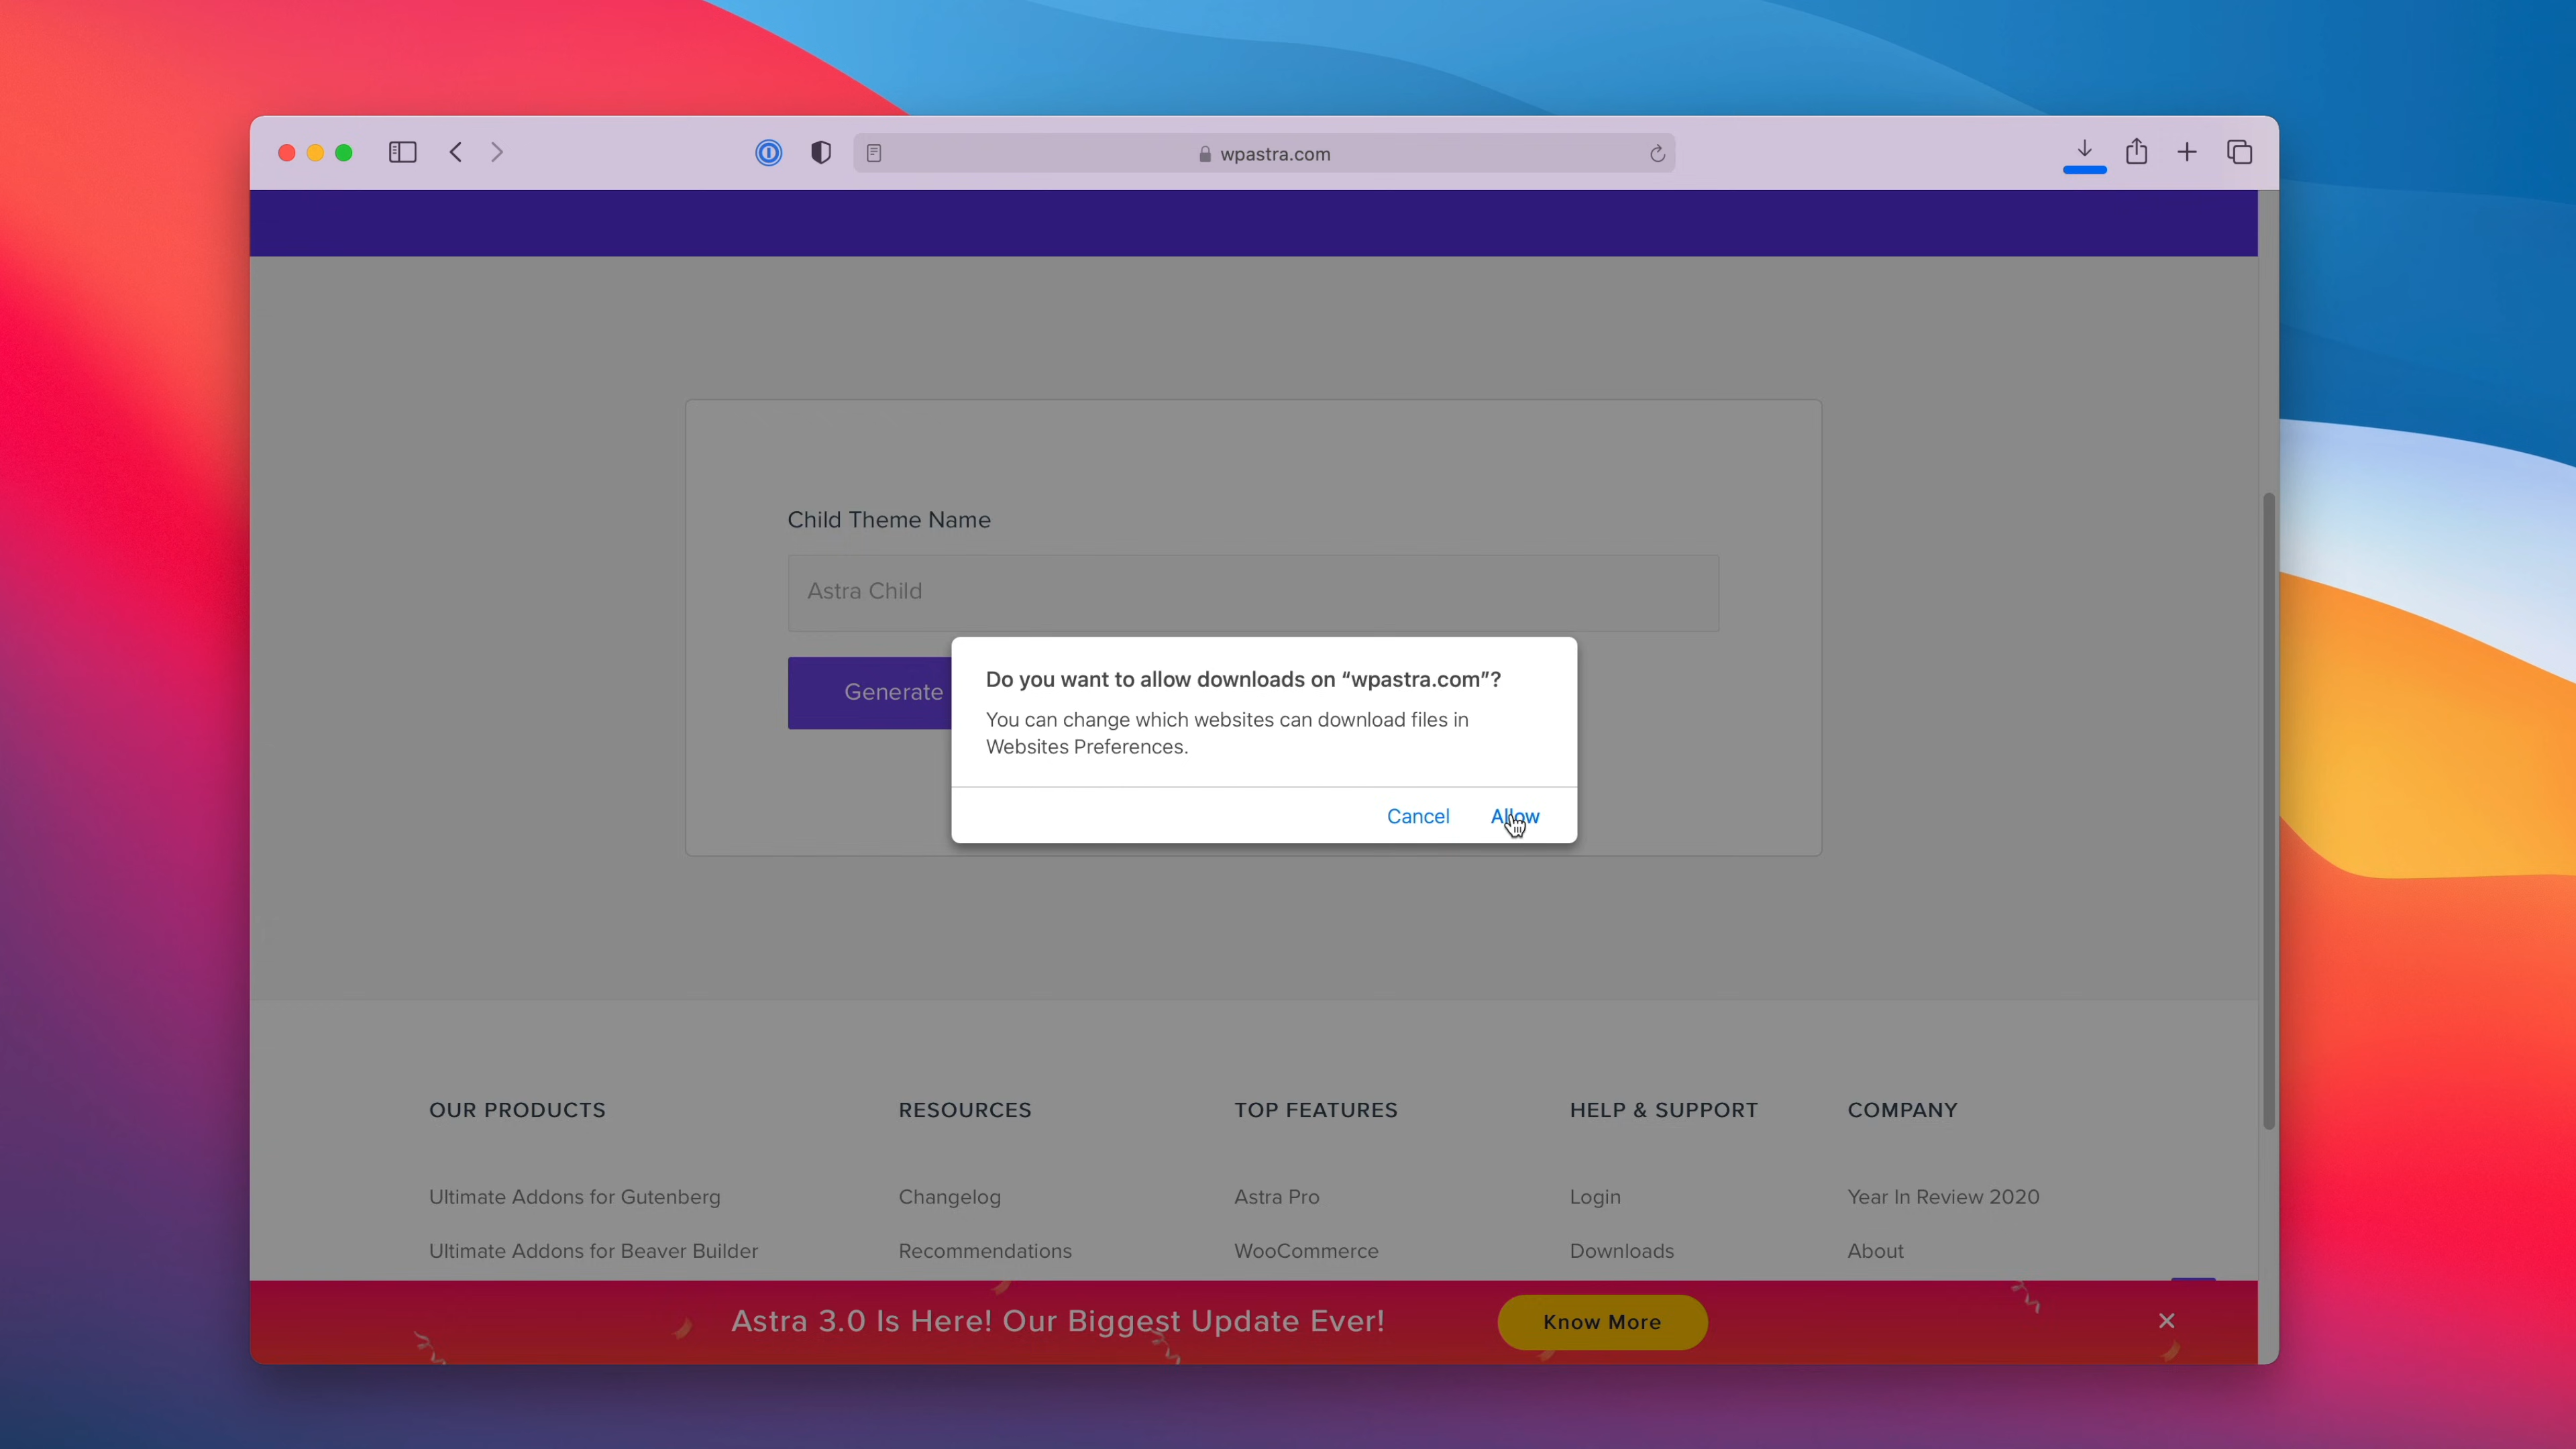 wpastra.com
Child Theme Name
Astra Child
Generate
Do you want to allow downloads on “wpastra.com”?
You can change which websites can download files in
Websites Preferences.
Cancel
Allow
OUR PRODUCTS
RESOURCES
TOP FEATURES
HELP & SUPPORT
COMPANY
Ultimate Addons for Gutenberg
Changelog
Astra Pro
Login
Year In Review 2020
Ultimate Addons for Beaver Builder
Recommendations
WooCommerce
Downloads
About
Astra 3.0 Is Here! Our Biggest Update Ever!
Know More